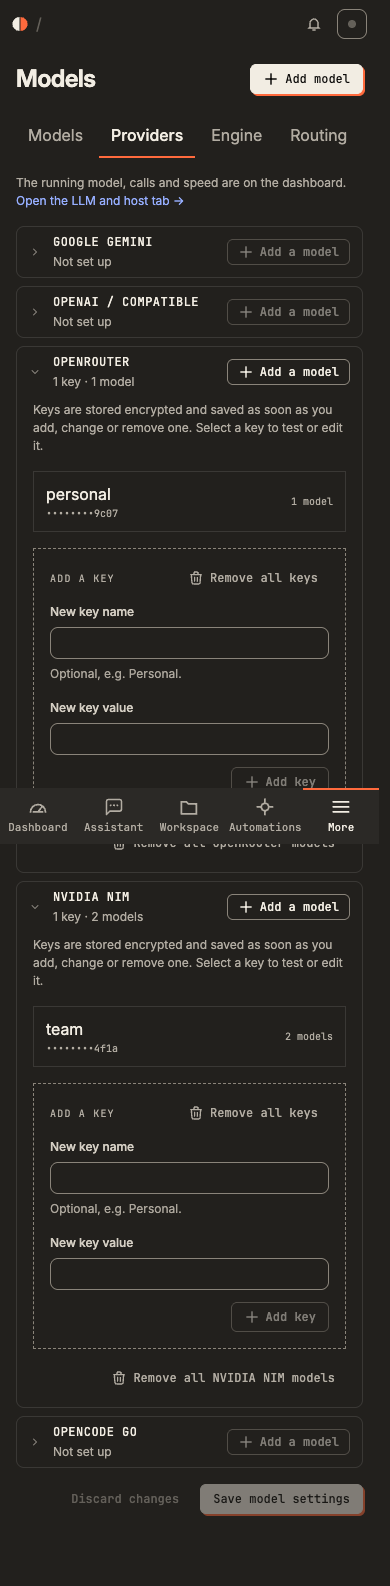 /
Models
+ Add model
Models Providers Engine Routing
The running model, calls and speed are on the dashboard.
Open the LLM and host tab →
GOOGLE GEMINI
Not set up
+ Add a model
OPENAI / COMPATIBLE
Not set up
+ Add a model
OPENROUTER
1 key · 1 model
+ Add a model
Keys are stored encrypted and saved as soon as you
add, change or remove one. Select a key to test or edit
it.
personal
••••••••9c07
1 model
ADD A KEY
Remove all keys
New key name
Optional, e.g. Personal.
New key value
+ Add key
Dashboard Assistant Workspace Automations More
Remove all OpenRouter models
NVIDIA NIM
1 key · 2 models
+ Add a model
Keys are stored encrypted and saved as soon as you
add, change or remove one. Select a key to test or edit
it.
team
••••••••4f1a
2 models
ADD A KEY
Remove all keys
New key name
Optional, e.g. Personal.
New key value
+ Add key
Remove all NVIDIA NIM models
OPENCODE GO
Not set up
+ Add a model
Discard changes
Save model settings